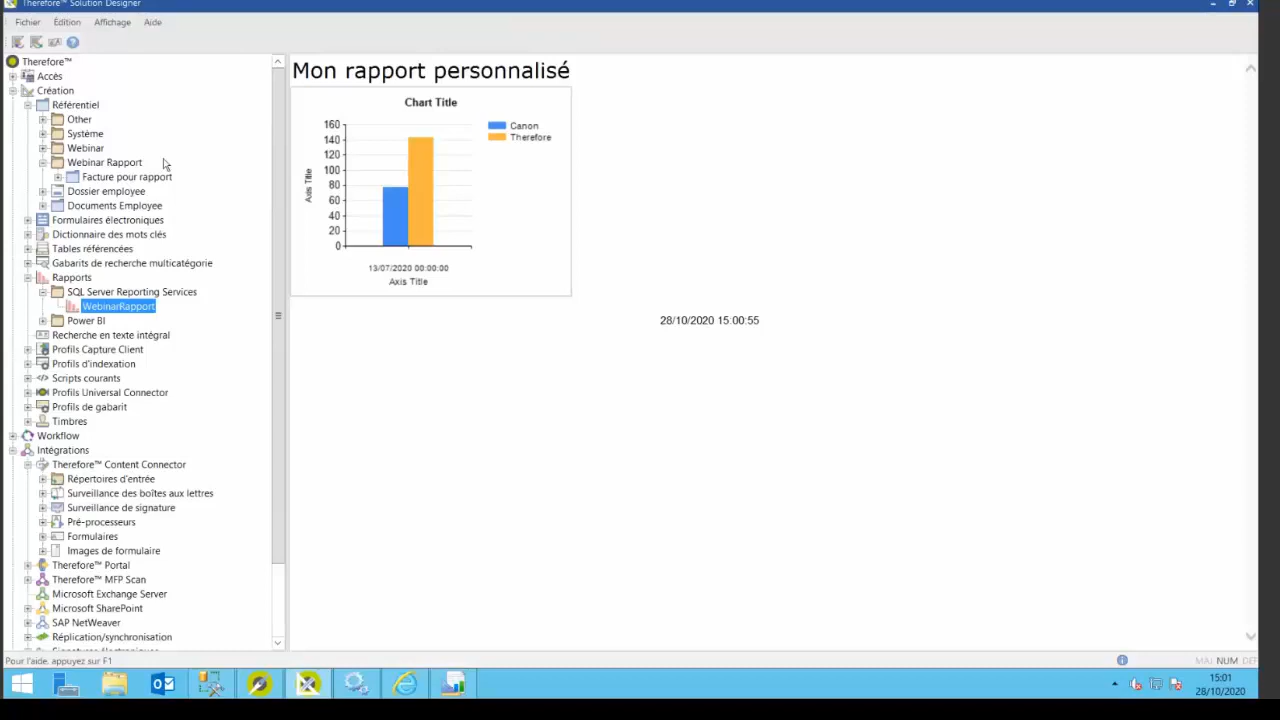 Therefore™ Solution Designer
Fichier Édition Affichage Aide
Therefore™
Accès
Création
Référentiel
Other
Système
Webinar
Webinar Rapport
Facture pour rapport
Dossier employee
Documents Employee
Formulaires électroniques
Dictionnaire des mots clés
Tables référencées
Gabarits de recherche multicatégorie
Rapports
SQL Server Reporting Services
WebinarRapport
Power BI
Recherche en texte intégral
Profils Capture Client
Profils d'indexation
Scripts courants
Profils Universal Connector
Profils de gabarit
Timbres
Workflow
Intégrations
Therefore™ Content Connector
Répertoires d'entrée
Surveillance des boîtes aux lettres
Surveillance de signature
Pré-processeurs
Formulaires
Images de formulaire
Therefore™ Portal
Therefore™ MFP Scan
Microsoft Exchange Server
Microsoft SharePoint
SAP NetWeaver
Réplication/synchronisation
Mon rapport personnalisé
Chart Title
160
140
120
100
80
60
40
20
0
Axis Title
Canon
Therefore
13/07/2020 00:00:00
Axis Title
28/10/2020 15:00:55
Pour l'aide, appuyez sur F1
MAJ NUM DEF
15:01
28/10/2020